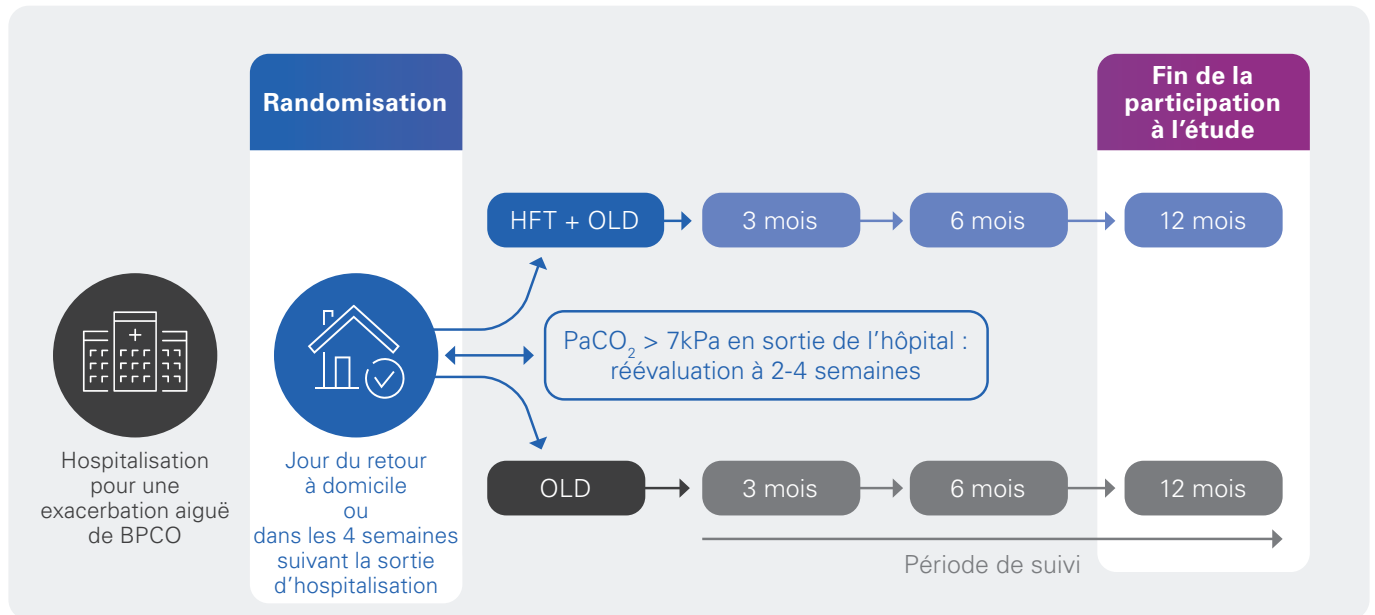 Randomisation
Fin de la
participation
à l’étude
HFT + OLD
3 mois
6 mois
12 mois
PaCO2 > 7kPa en sortie de l’hôpital :
réévaluation à 2-4 semaines
Hospitalisation
pour une
exacerbation aiguë
de BPCO
Jour du retour
à domicile
ou
dans les 4 semaines
suivant la sortie
d’hospitalisation
OLD
3 mois
6 mois
12 mois
Période de suivi